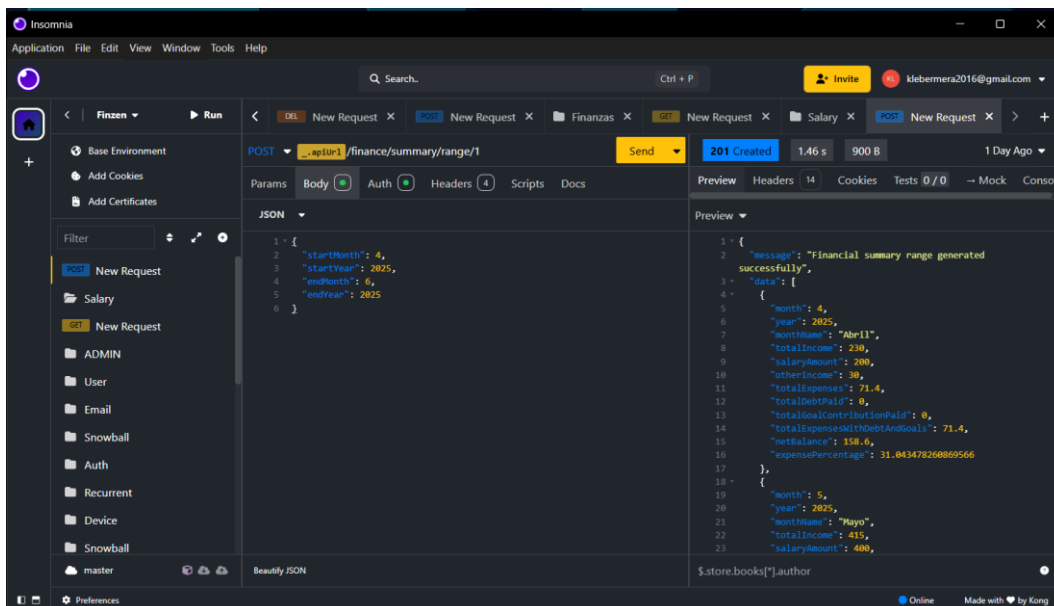 Insomnia
Application File Edit View Window Tools Help
Search.. Ctrl + P Invite KL klebermera2016@gmail.com
Finzen Run
Base Environment
Add Cookies
Add Certificates
Filter
POST New Request
Salary
GET New Request
ADMIN
User
Email
Snowball
Auth
Recurrent
Device
Snowball
master
DEL New Request POST New Request Finanzas GET New Request Salary POST New Request
POST _.apiUrl /finance/summary/range/1 Send
Params Body Auth Headers 4 Scripts Docs
JSON
1 {
2 "startMonth": 4,
3 "startYear": 2025,
4 "endMonth": 6,
5 "endYear": 2025
6 }
Beautify JSON
201 Created 1.46 s 900 B 1 Day Ago
Preview Headers 14 Cookies Tests 0 / 0 → Mock Conso
Preview
1 {
2 "message": "Financial summary range generated
successfully",
3 "data": [
4 {
5 "month": 4,
6 "year": 2025,
7 "monthName": "Abril",
8 "totalIncome": 230,
9 "salaryAmount": 200,
10 "otherIncome": 30,
11 "totalExpenses": 71.4,
12 "totalDebtPaid": 0,
13 "totalGoalContributionPaid": 0,
14 "totalExpensesWithDebtAndGoals": 71.4,
15 "netBalance": 158.6,
16 "expensePercentage": 31.043478260869566
17 },
18 {
19 "month": 5,
20 "year": 2025,
21 "monthName": "Mayo",
22 "totalIncome": 415,
23 "salaryAmount": 400,
$.store.books[*].author
Preferences Online Made with by Kong